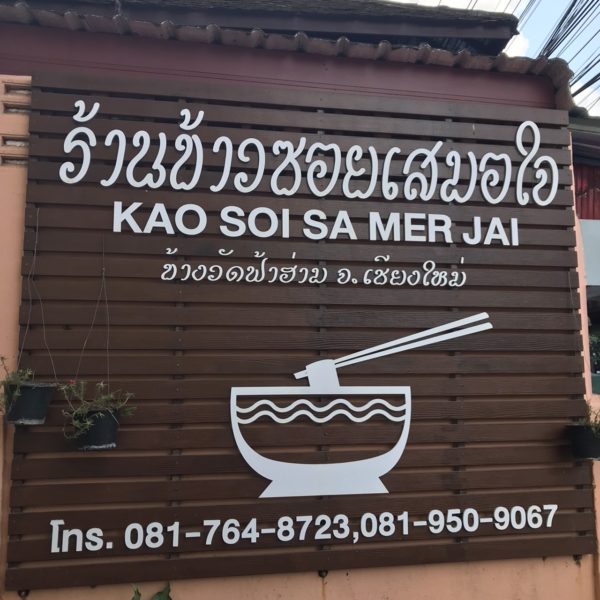 ร้านข้าวซอยเสมอใจ
KAO SOI SA MER JAI
ข้างวัดฟ้าฮ่าม จ.เชียงใหม่
โทร. 081-764-8723,081-950-9067